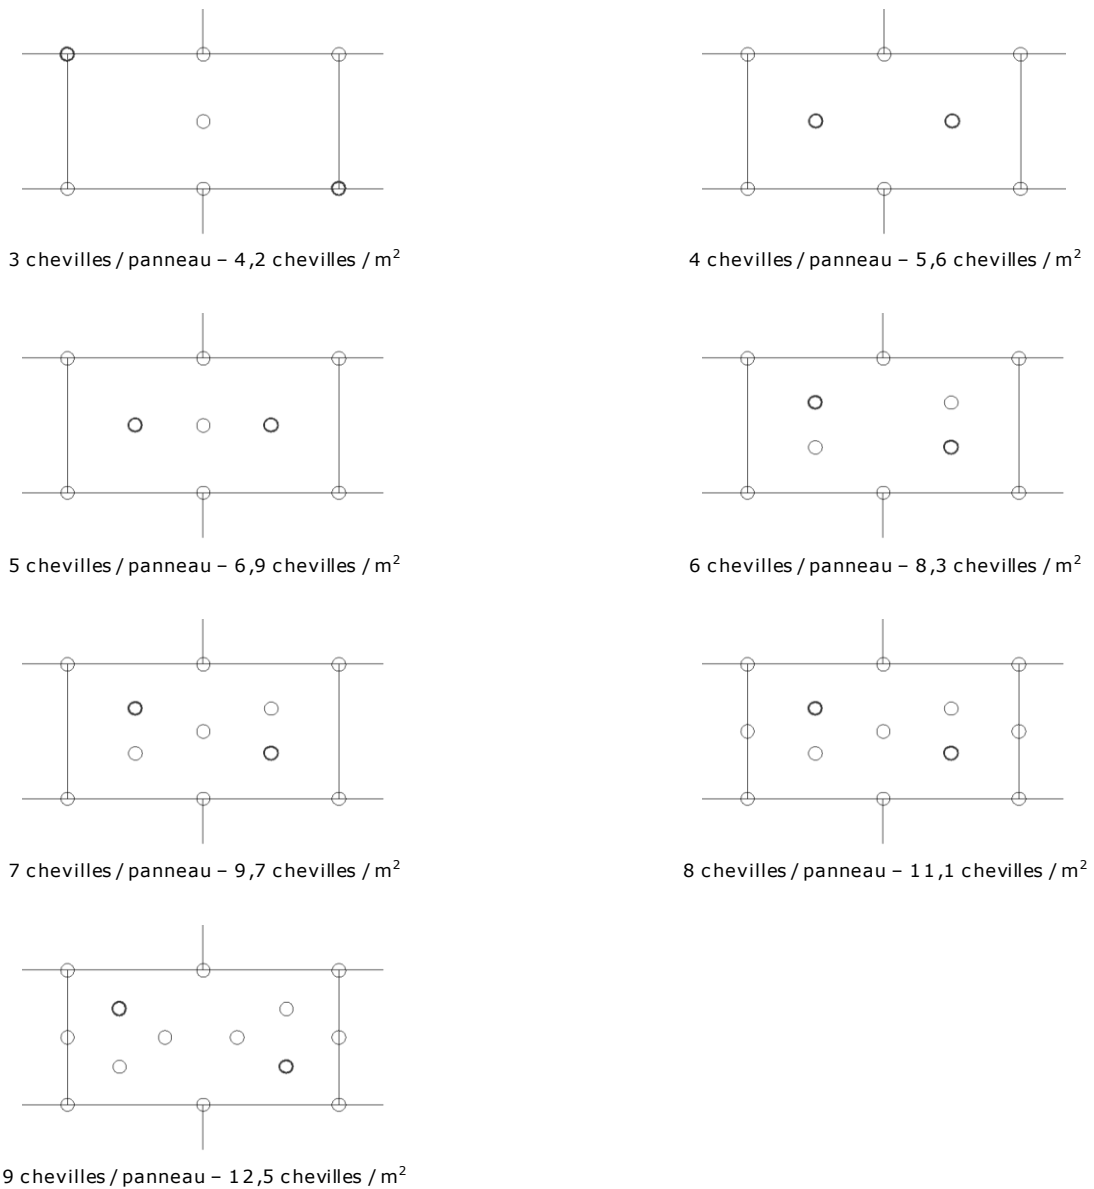 3 chevilles / panneau – 4,2 chevilles / m²
4 chevilles / panneau – 5,6 chevilles / m²
5 chevilles / panneau – 6,9 chevilles / m²
6 chevilles / panneau – 8,3 chevilles / m²
7 chevilles / panneau – 9,7 chevilles / m²
8 chevilles / panneau – 11,1 chevilles / m²
9 chevilles / panneau – 12,5 chevilles / m²